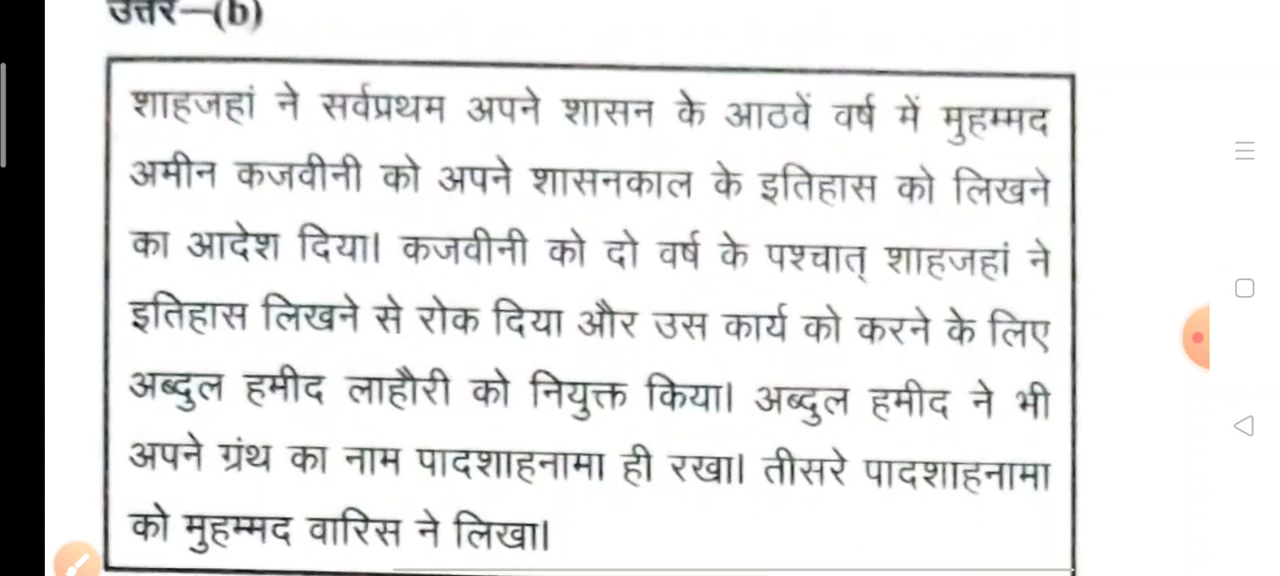 उत्तर–(b)
शाहजहां ने सर्वप्रथम अपने शासन के आठवें वर्ष में मुहम्मद
अमीन कजवीनी को अपने शासनकाल के इतिहास को लिखने
का आदेश दिया। कजवीनी को दो वर्ष के पश्चात् शाहजहां ने
इतिहास लिखने से रोक दिया और उस कार्य को करने के लिए
अब्दुल हमीद लाहौरी को नियुक्त किया। अब्दुल हमीद ने भी
अपने ग्रंथ का नाम पादशाहनामा ही रखा। तीसरे पादशाहनामा
को मुहम्मद वारिस ने लिखा।